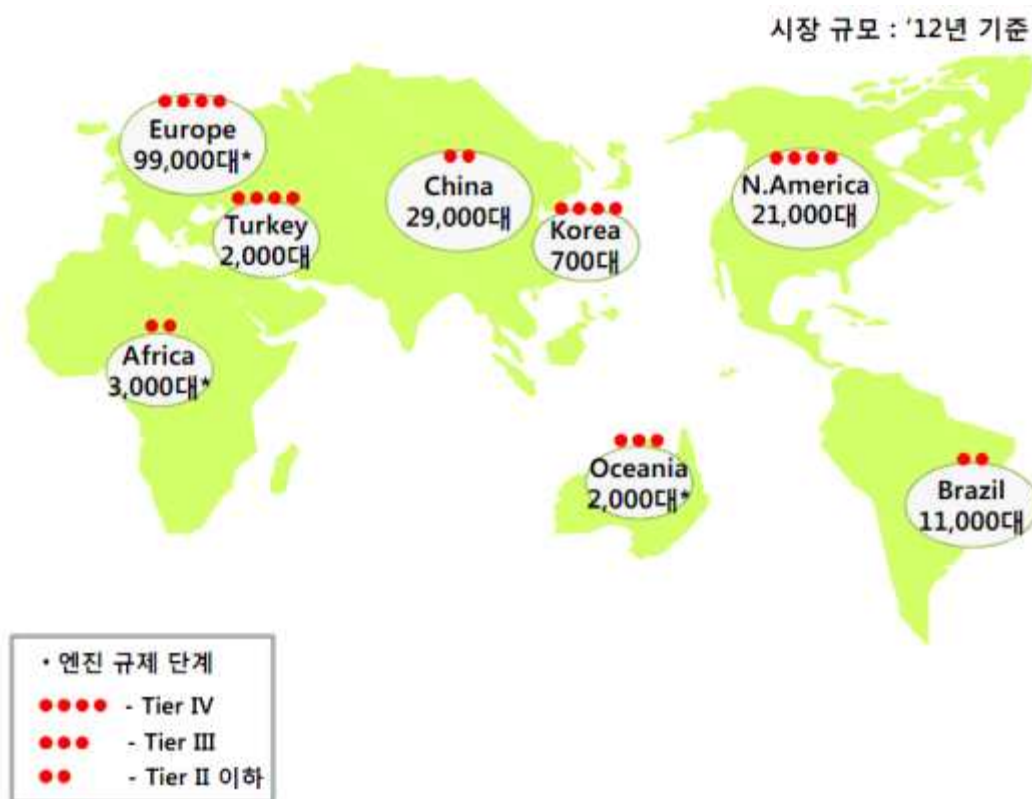 시장 규모 : '12년 기준
Europe
99,000대*
Turkey
2,000대
China
29,000대
Korea
700대
N.America
21,000대
Africa
3,000대*
Oceania
2,000대*
Brazil
11,000대
• 엔진 규제 단계
- Tier IV
- Tier III
- Tier II 이하